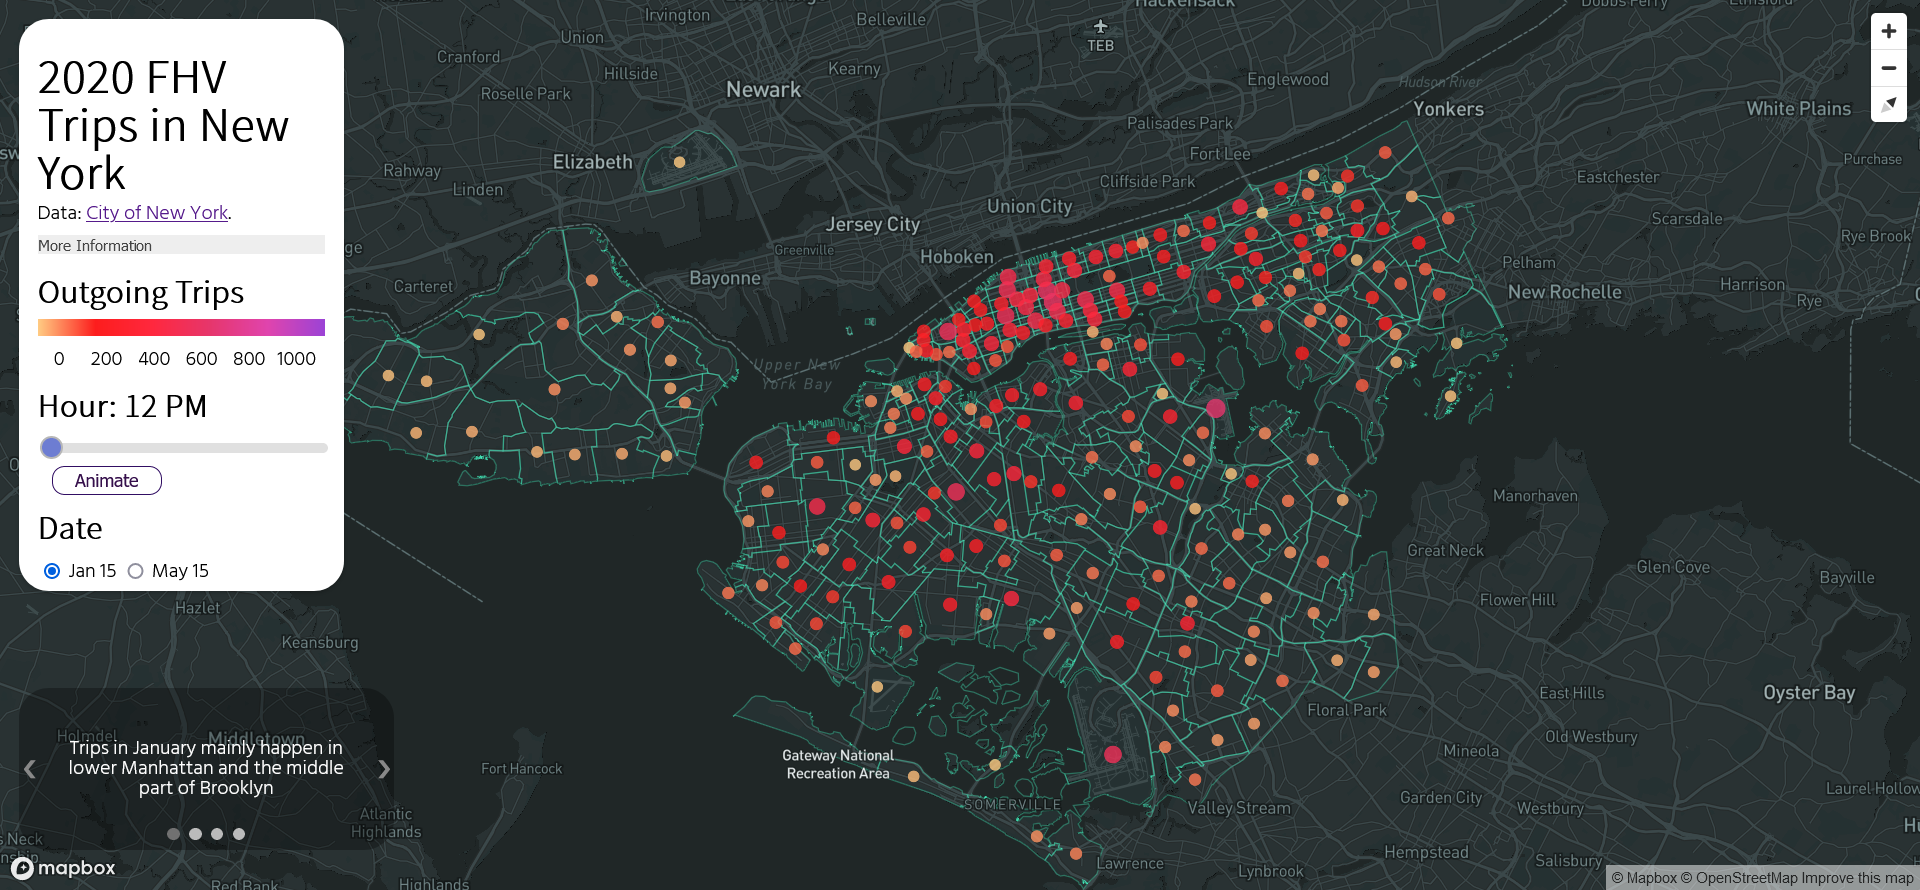 2020 FHV
Trips in New
York
Data: City of New York.
More Information
Outgoing Trips
0 200 400 600 800 1000
Hour: 12 PM
Animate
Date
Jan 15 May 15
Trips in January mainly happen in
lower Manhattan and the middle
part of Brooklyn
‹ ›
mapbox
Irvington
Belleville
Hackensack
Dobbs Ferry
Elmsford
Union
Cranford
Hillside
Kearny
TEB
Roselle Park
Newark
Englewood
Hudson River
Yonkers
White Plains
Palisades Park
Fort Lee
Elizabeth
Rahway
Linden
Cliffside Park
Purchase
Eastchester
Union City
Jersey City
Scarsdale
Rye Brook
Greenville
Hoboken
Pelham
Bayonne
Carteret
New Rochelle
Harrison
Rye
Upper New
York Bay
Manorhaven
Great Neck
Glen Cove
Bayville
Flower Hill
Hazlet
Keansburg
East Hills
Oyster Bay
Floral Park
Old Westbury
Mineola
Holmdel
Middletown
Fort Hancock
Gateway National
Recreation Area
SOMERVILLE
Valley Stream
Garden City
Westbury
Laurel Hollow
Atlantic
Highlands
Lawrence
Hempstead
Salisbury
Lynbrook
Red Bank
Highlands
© Mapbox © OpenStreetMap Improve this map